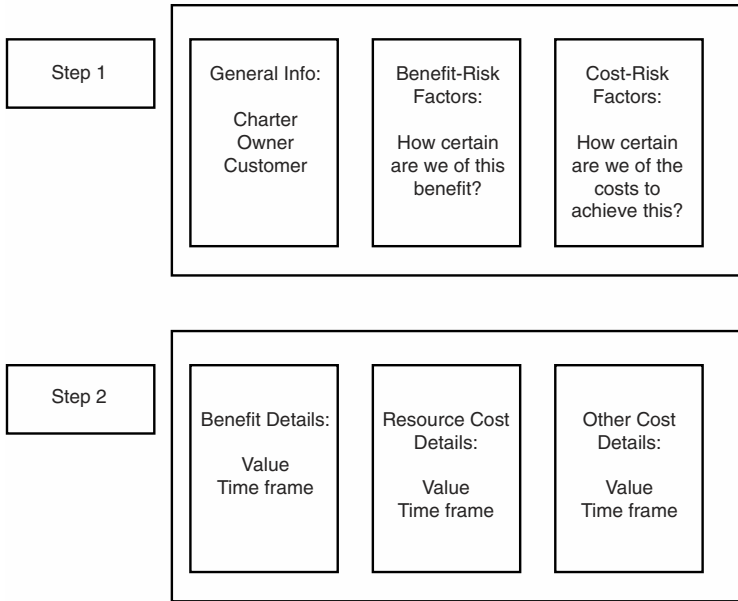 Step 1
General Info:
Charter
Owner
Customer
Benefit-Risk
Factors:
How certain
are we of this
benefit?
Cost-Risk
Factors:
How certain
are we of the
costs to
achieve this?
Step 2
Benefit Details:
Value
Time frame
Resource Cost
Details:
Value
Time frame
Other Cost
Details:
Value
Time frame